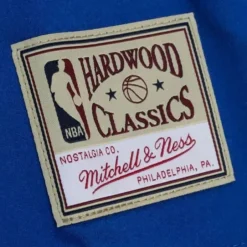 HARDWOOD
NBA
CLASSICS
NOSTALGIA CO.
Mitchell & Ness
PHILADELPHIA, PA.